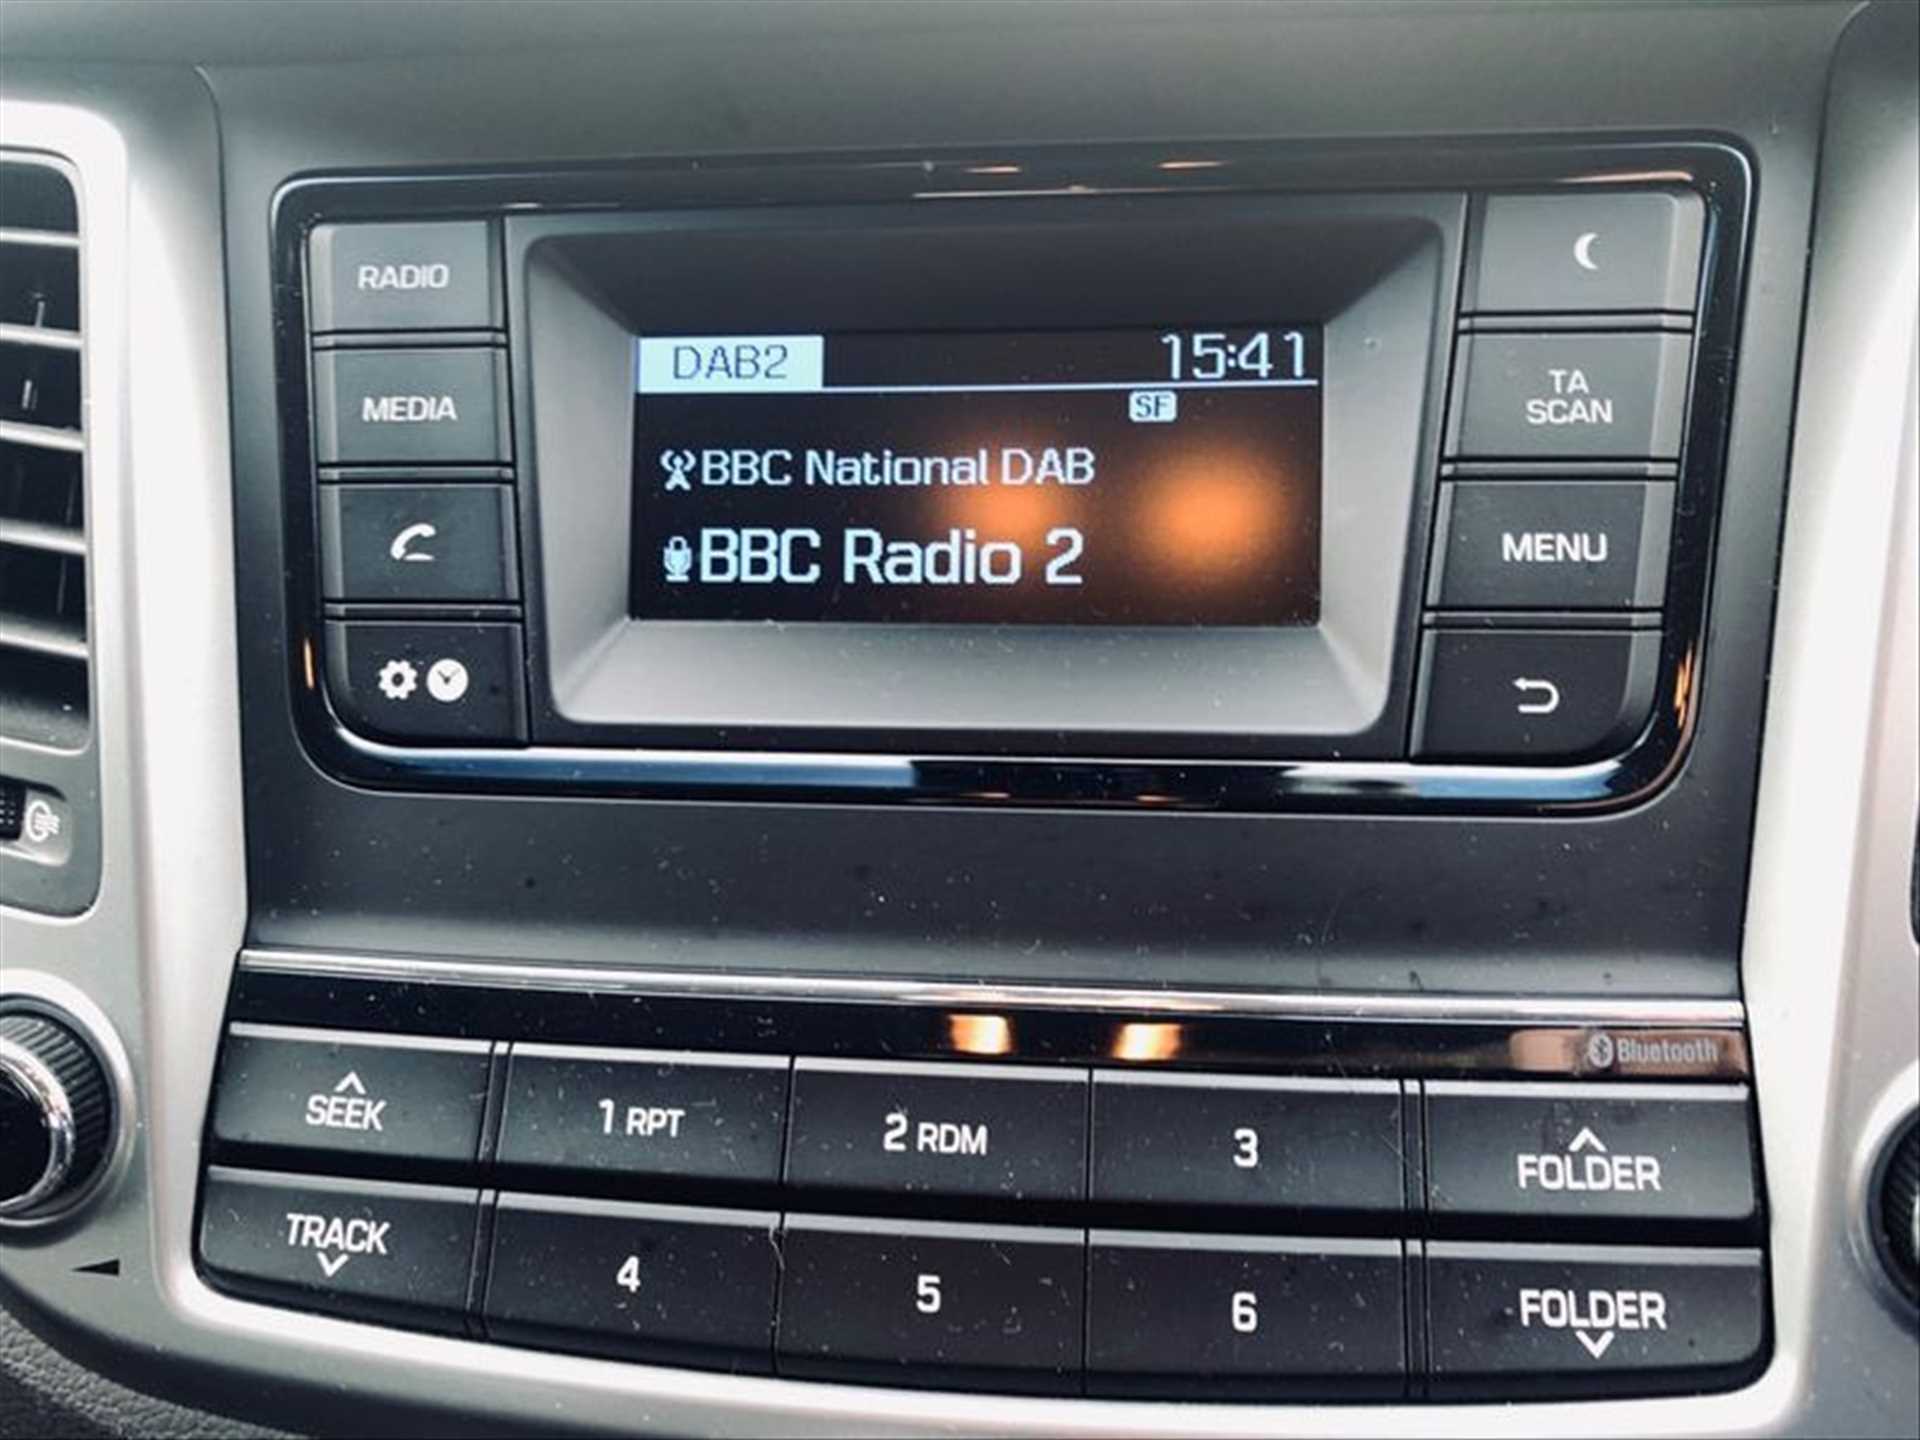 RADIO
MEDIA
DAB2 15:41
SF
BBC National DAB
BBC Radio 2
TA
SCAN
MENU
Bluetooth
SEEK
1 RPT
2 RDM
3
FOLDER
TRACK
4
5
6
FOLDER